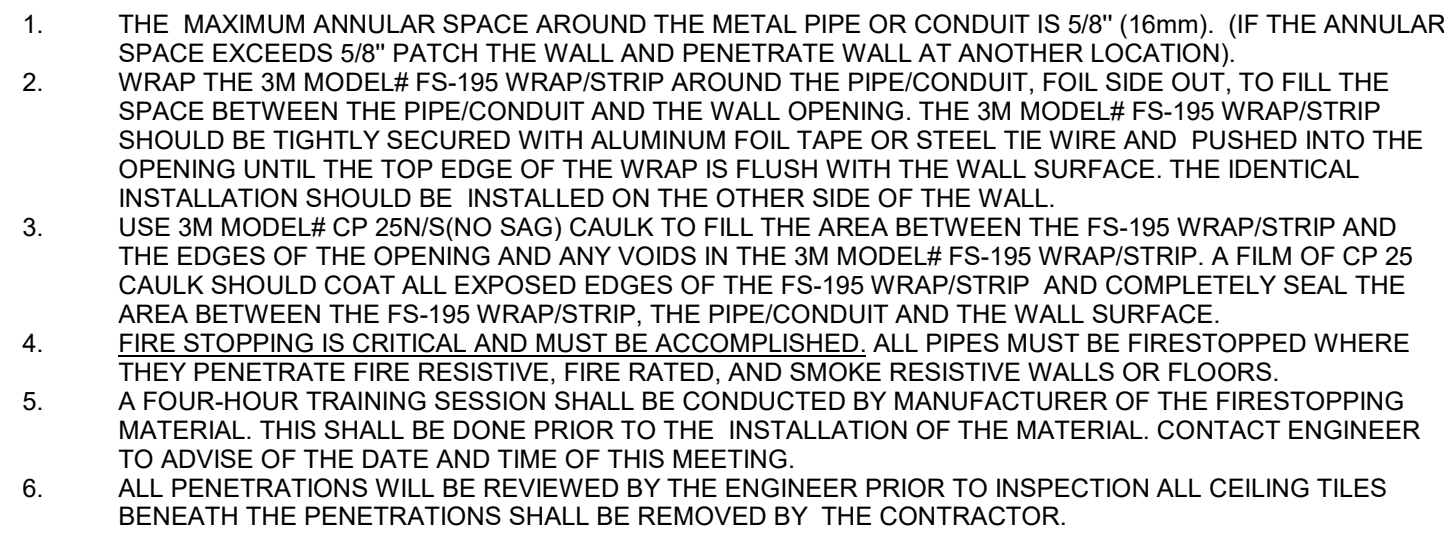 1. THE MAXIMUM ANNULAR SPACE AROUND THE METAL PIPE OR CONDUIT IS 5/8" (16mm). (IF THE ANNULAR
SPACE EXCEEDS 5/8" PATCH THE WALL AND PENETRATE WALL AT ANOTHER LOCATION).
2. WRAP THE 3M MODEL# FS-195 WRAP/STRIP AROUND THE PIPE/CONDUIT, FOIL SIDE OUT, TO FILL THE
SPACE BETWEEN THE PIPE/CONDUIT AND THE WALL OPENING. THE 3M MODEL# FS-195 WRAP/STRIP
SHOULD BE TIGHTLY SECURED WITH ALUMINUM FOIL TAPE OR STEEL TIE WIRE AND PUSHED INTO THE
OPENING UNTIL THE TOP EDGE OF THE WRAP IS FLUSH WITH THE WALL SURFACE. THE IDENTICAL
INSTALLATION SHOULD BE INSTALLED ON THE OTHER SIDE OF THE WALL.
3. USE 3M MODEL# CP 25N/S(NO SAG) CAULK TO FILL THE AREA BETWEEN THE FS-195 WRAP/STRIP AND
THE EDGES OF THE OPENING AND ANY VOIDS IN THE 3M MODEL# FS-195 WRAP/STRIP. A FILM OF CP 25
CAULK SHOULD COAT ALL EXPOSED EDGES OF THE FS-195 WRAP/STRIP AND COMPLETELY SEAL THE
AREA BETWEEN THE FS-195 WRAP/STRIP, THE PIPE/CONDUIT AND THE WALL SURFACE.
4. FIRE STOPPING IS CRITICAL AND MUST BE ACCOMPLISHED. ALL PIPES MUST BE FIRESTOPPED WHERE
THEY PENETRATE FIRE RESISTIVE, FIRE RATED, AND SMOKE RESISTIVE WALLS OR FLOORS.
5. A FOUR-HOUR TRAINING SESSION SHALL BE CONDUCTED BY MANUFACTURER OF THE FIRESTOPPING
MATERIAL. THIS SHALL BE DONE PRIOR TO THE INSTALLATION OF THE MATERIAL. CONTACT ENGINEER
TO ADVISE OF THE DATE AND TIME OF THIS MEETING.
6. ALL PENETRATIONS WILL BE REVIEWED BY THE ENGINEER PRIOR TO INSPECTION ALL CEILING TILES
BENEATH THE PENETRATIONS SHALL BE REMOVED BY THE CONTRACTOR.